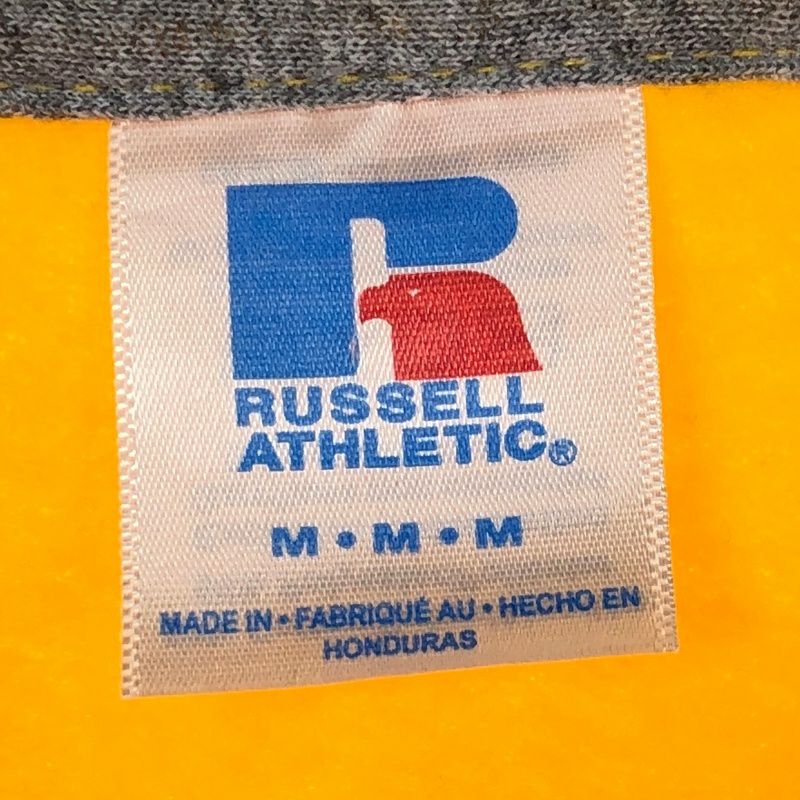 RUSSELL
ATHLETIC®
M • M • M
MADE IN • FABRIQUÉ AU • HECHO EN
HONDURAS